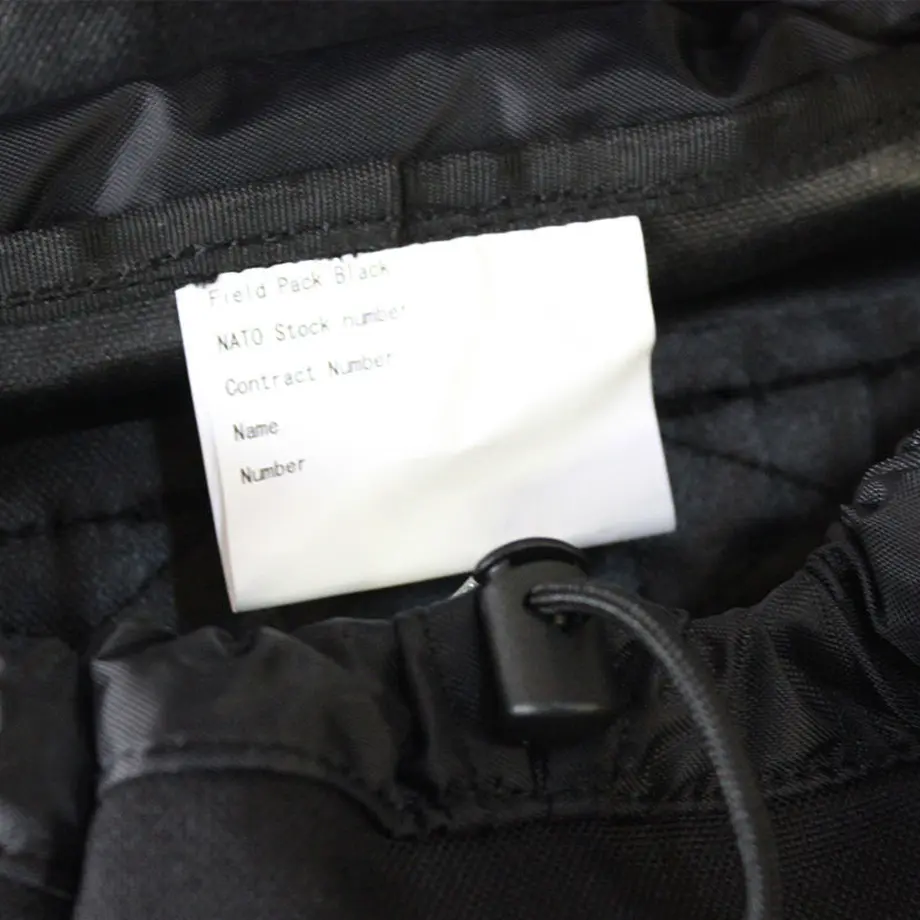 Field Pack Black
NATO Stock number
Contract Number
Name
Number